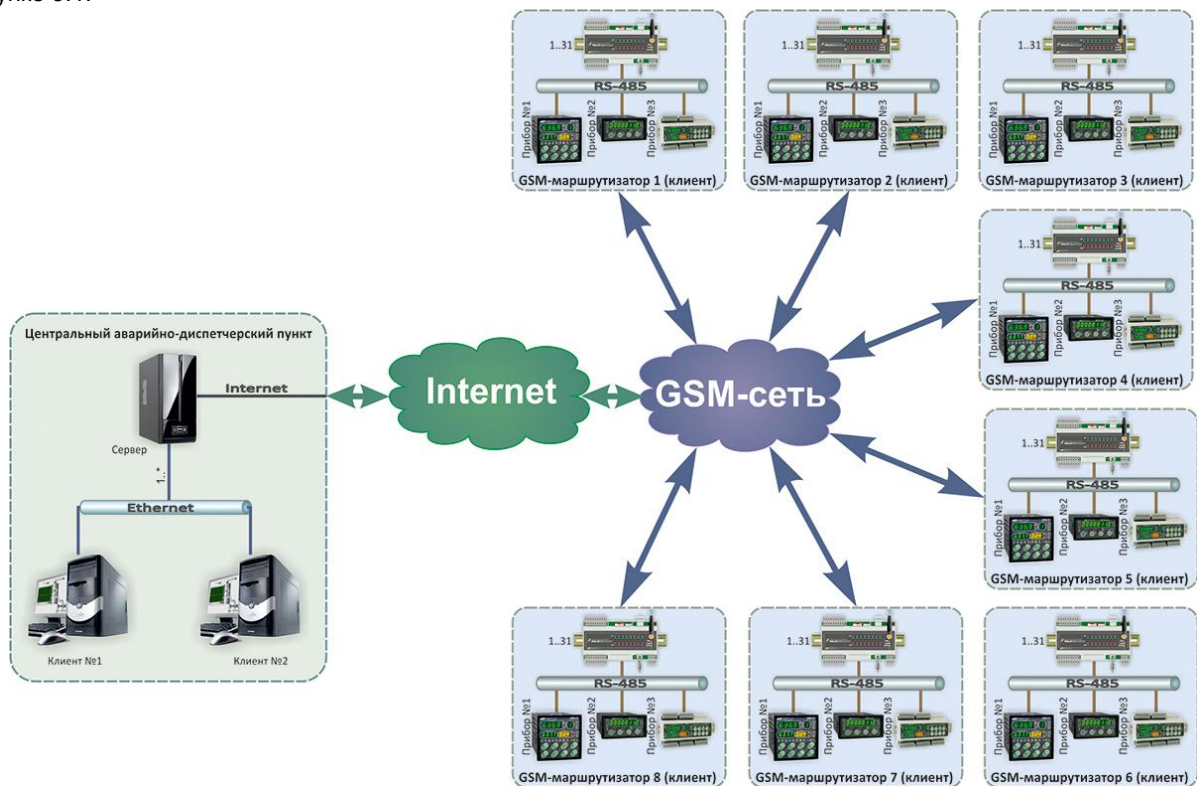 1..31
RS-485
Прибор №1
Прибор №2
Прибор №3
GSM-маршрутизатор 1 (клиент)
1..31
RS-485
Прибор №1
Прибор №2
Прибор №3
GSM-маршрутизатор 2 (клиент)
1..31
RS-485
Прибор №1
Прибор №2
Прибор №3
GSM-маршрутизатор 3 (клиент)
1..31
RS-485
Прибор №1
Прибор №2
Прибор №3
GSM-маршрутизатор 4 (клиент)
Центральный аварийно-диспетчерский пункт
Internet
Сервер
1..*
Ethernet
Клиент №1
Клиент №2
Internet
GSM-сеть
1..31
RS-485
Прибор №1
Прибор №2
Прибор №3
GSM-маршрутизатор 5 (клиент)
1..31
RS-485
Прибор №1
Прибор №2
Прибор №3
GSM-маршрутизатор 8 (клиент)
1..31
RS-485
Прибор №1
Прибор №2
Прибор №3
GSM-маршрутизатор 7 (клиент)
1..31
RS-485
Прибор №1
Прибор №2
Прибор №3
GSM-маршрутизатор 6 (клиент)